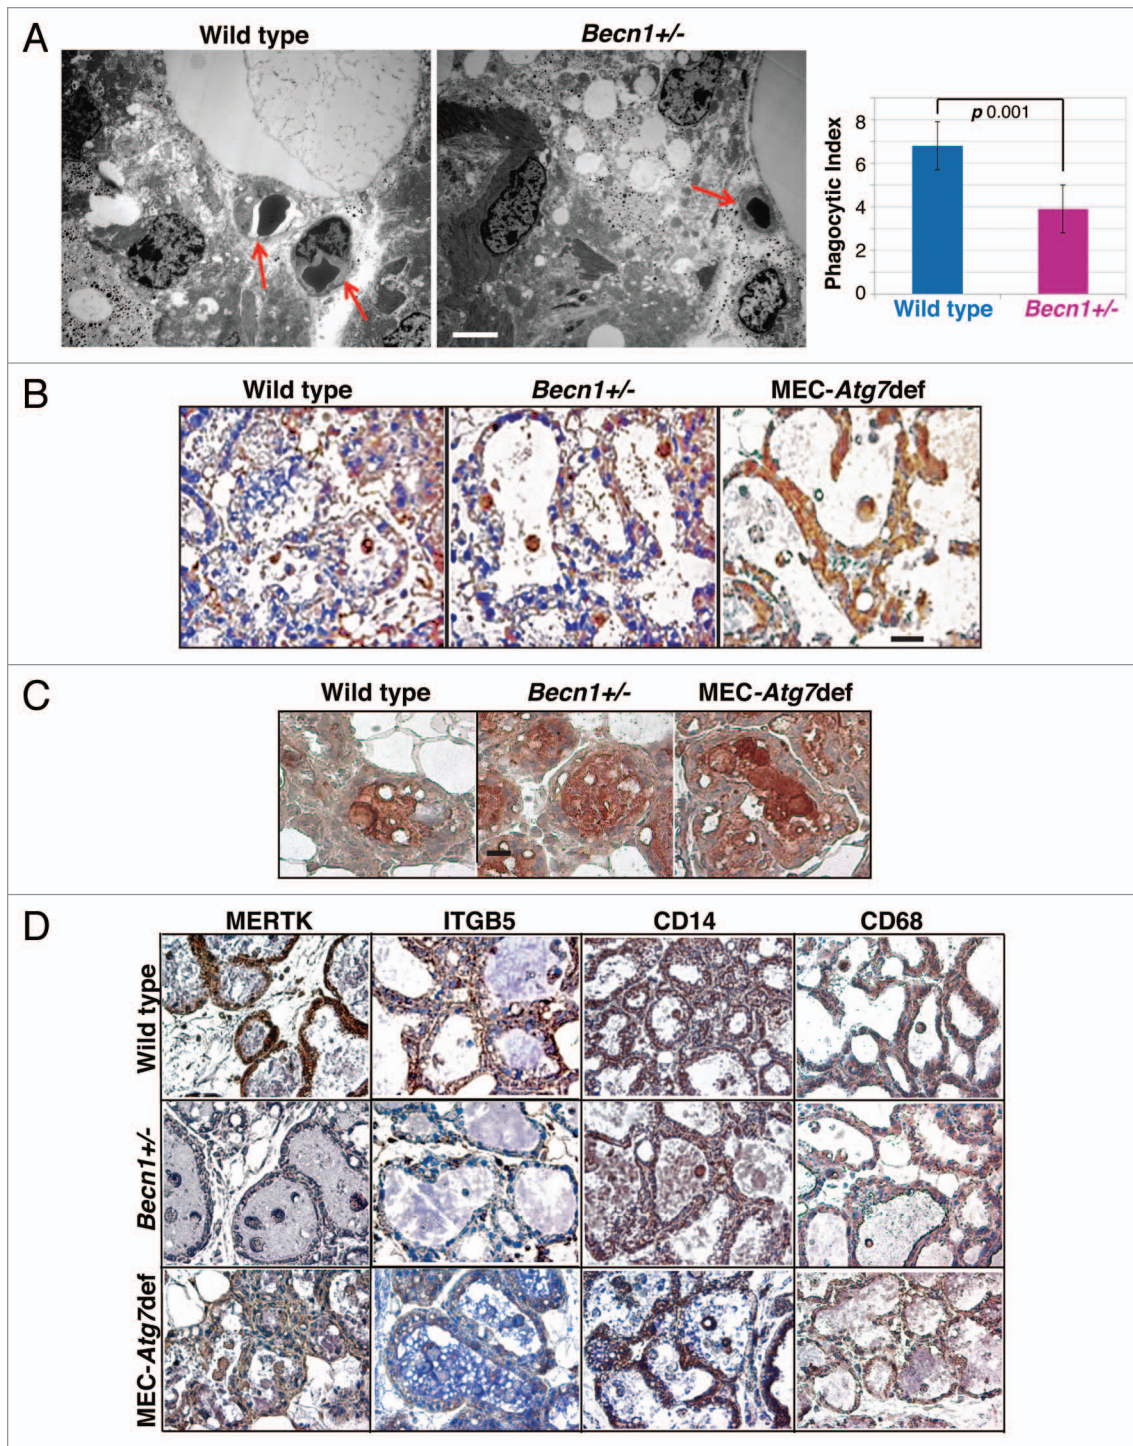 A
Wild type
Becn1+/-
p 0.001
Phagocytic Index
8
6
4
2
0
Wild type
Becn1+/-
B
Wild type
Becn1+/-
MEC-Atg7def
C
Wild type
Becn1+/-
MEC-Atg7def
D
MERTK
ITGB5
CD14
CD68
Wild type
Becn1+/-
MEC-Atg7def